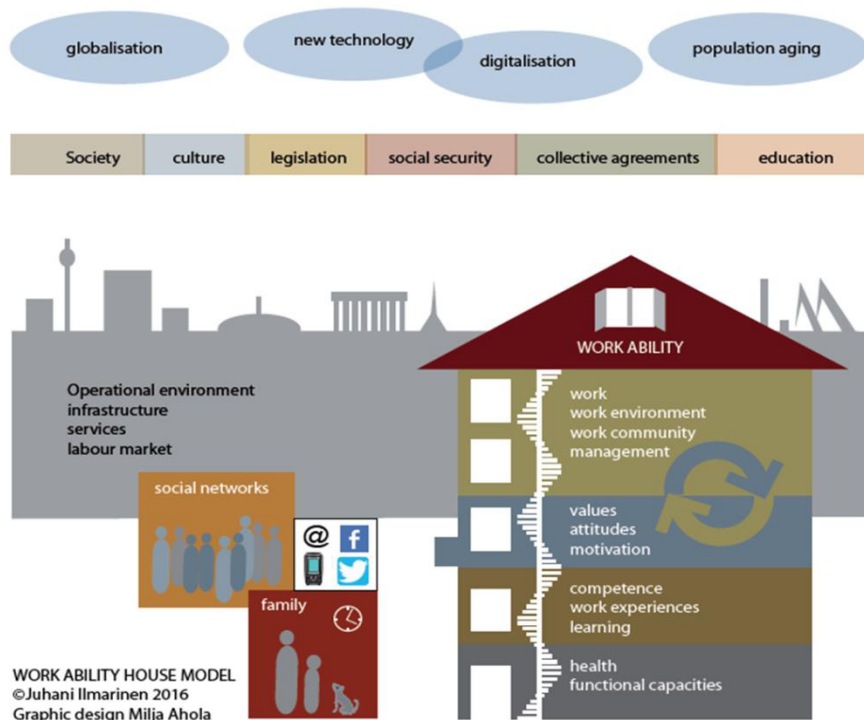 globalisation
new technology
digitalisation
population aging
Society
culture
legislation
social security
collective agreements
education
WORK ABILITY
Operational environment
infrastructure
services
labour market
work
work environment
work community
management
social networks
@
f
values
attitudes
motivation
family
competence
work experiences
learning
health
functional capacities
WORK ABILITY HOUSE MODEL
©Juhani Ilmarinen 2016
Graphic design Milja Ahola